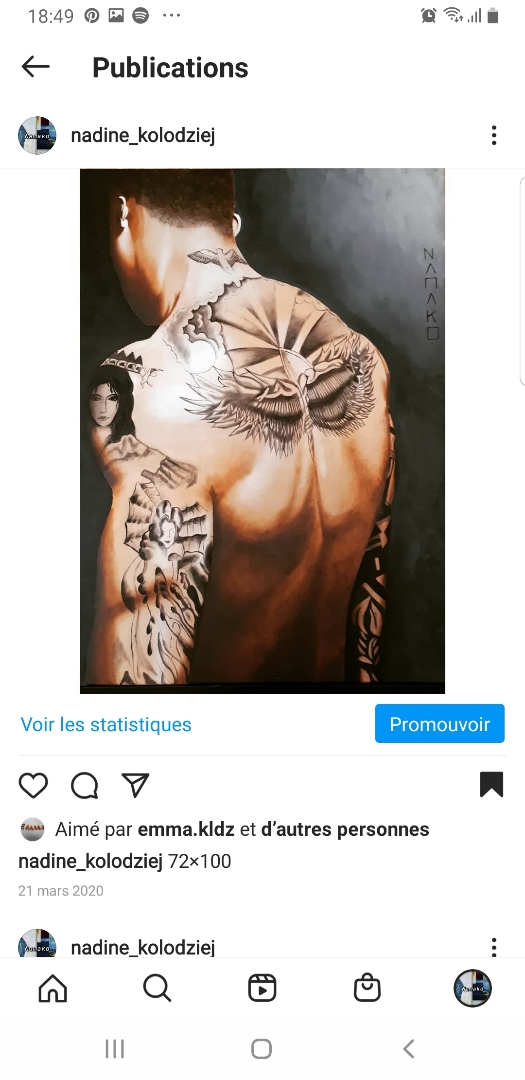 18:49
Publications
nadine_kolodziej
NAMAKO
Voir les statistiques
Promouvoir
Aimé par emma.kldz et d’autres personnes
nadine_kolodziej 72×100
21 mars 2020
nadine_kolodziej